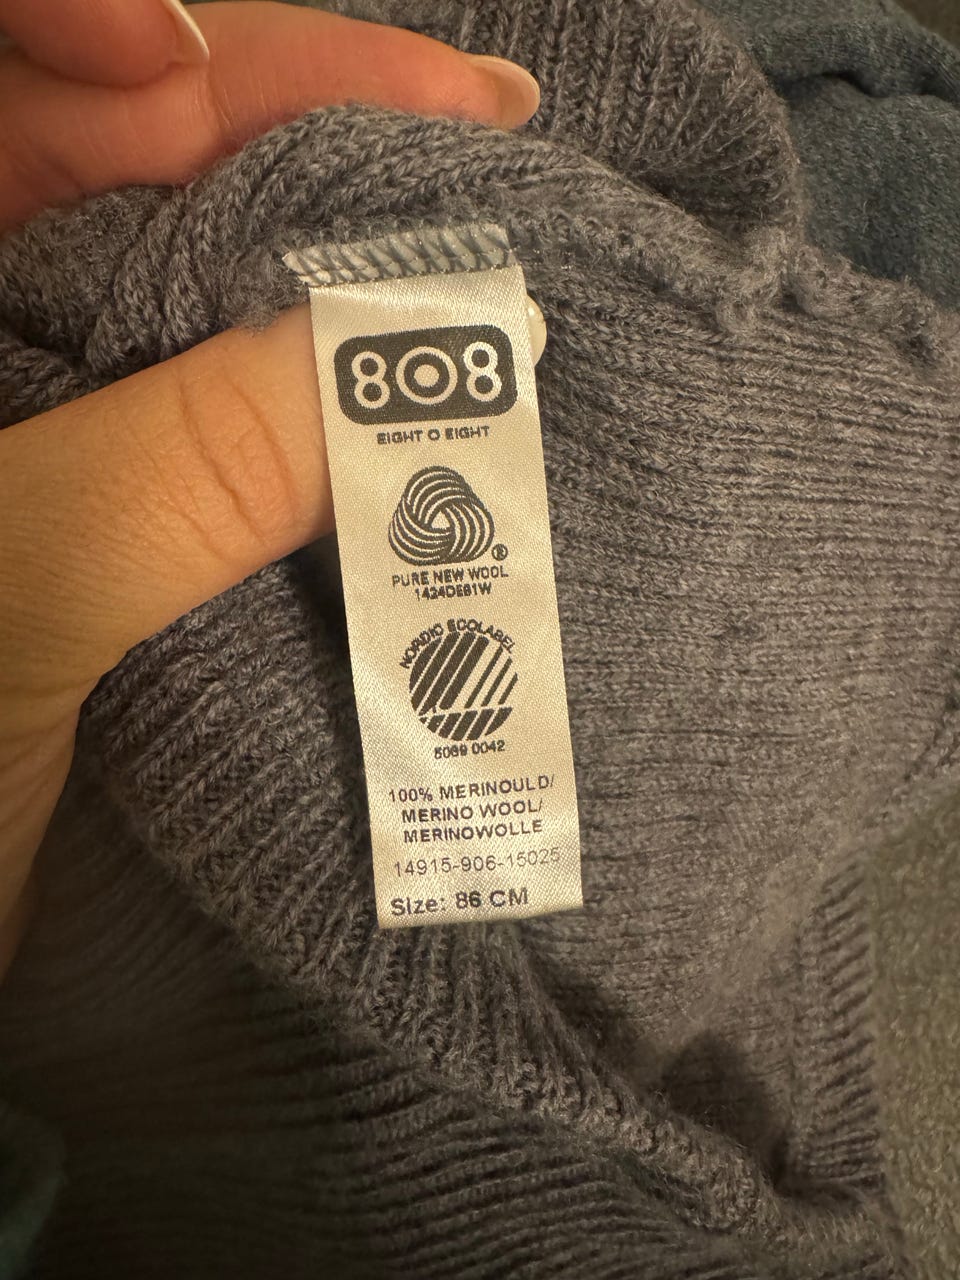 808
EIGHT O EIGHT
®
PURE NEW WOOL
1424DE81W
NORDIC ECOLABEL
5089 0042
100% MERINOULD/
MERINO WOOL/
MERINOWOLLE
14915-906-15025
Size: 86 CM